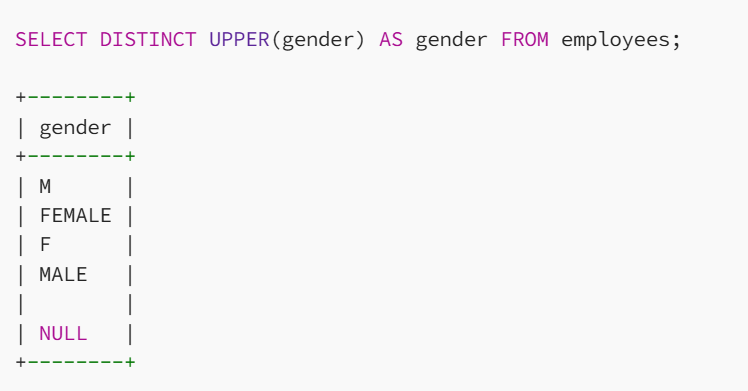 SELECT DISTINCT UPPER(gender) AS gender FROM employees;
+--------+
| gender |
+--------+
| M      |
| FEMALE |
| F      |
| MALE   |
|        |
| NULL   |
+--------+